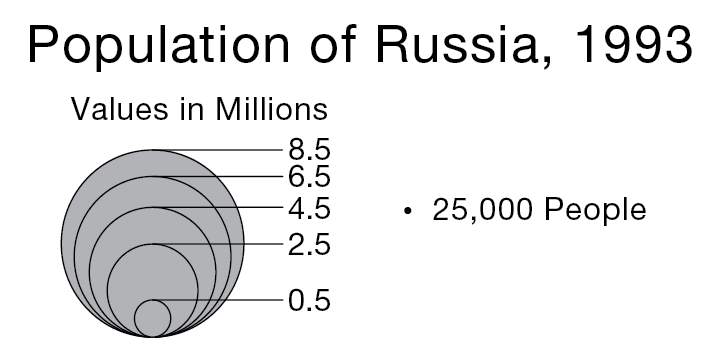 Population of Russia, 1993
Values in Millions
8.5
6.5
4.5
2.5
0.5
• 25,000 People